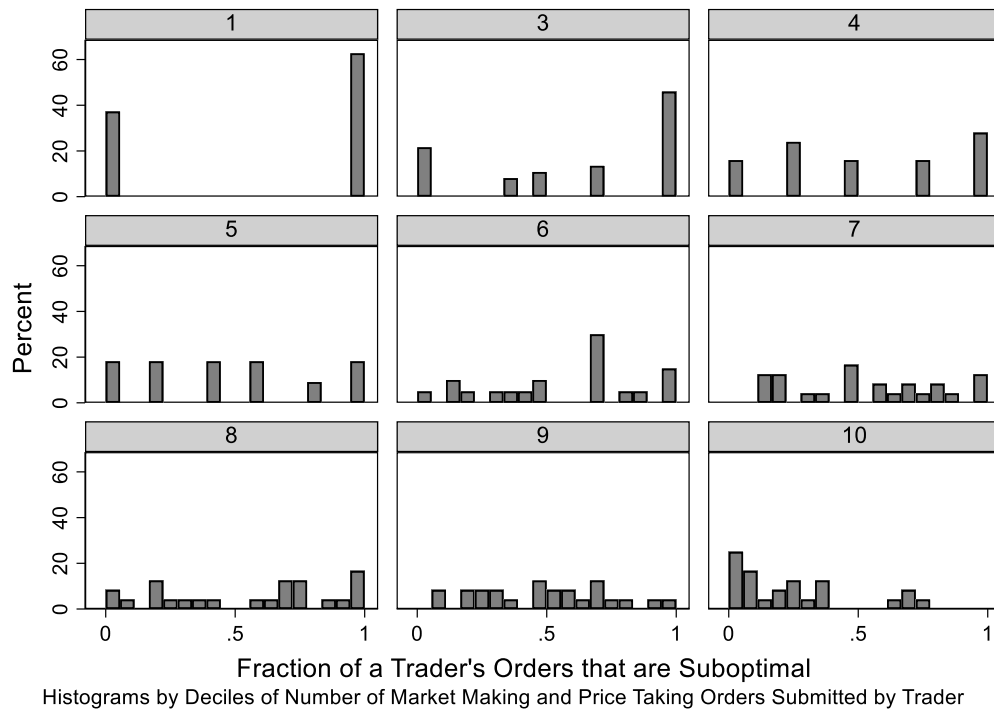 1 3 4
60
40
20
0
5 6 7
Percent
60
40
20
0
8 9 10
60
40
20
0
0 .5 1 0 .5 1 0 .5 1
Fraction of a Trader's Orders that are Suboptimal
Histograms by Deciles of Number of Market Making and Price Taking Orders Submitted by Trader